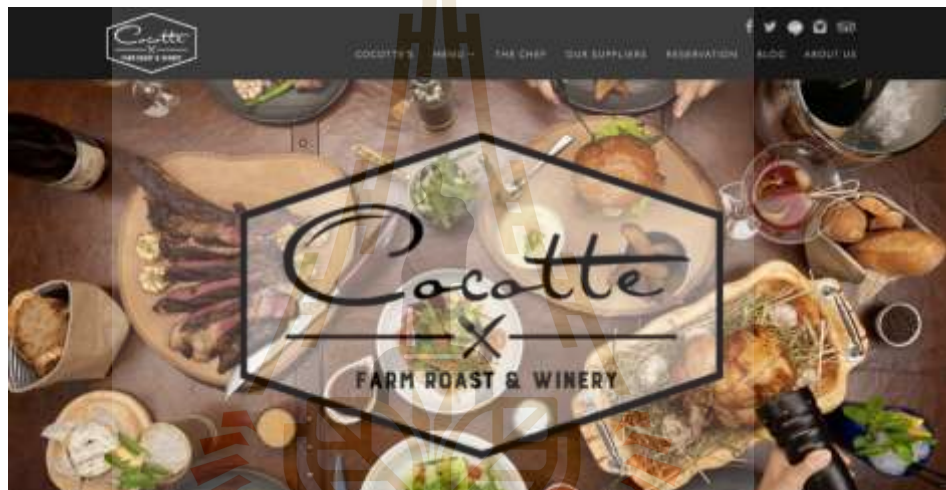 Cocotte
FARM ROAST & WINERY
COCOTTE'S MENU THE CHEF OUR SUPPLIERS RESERVATION BLOG ABOUT US
Cocotte
FARM ROAST & WINERY